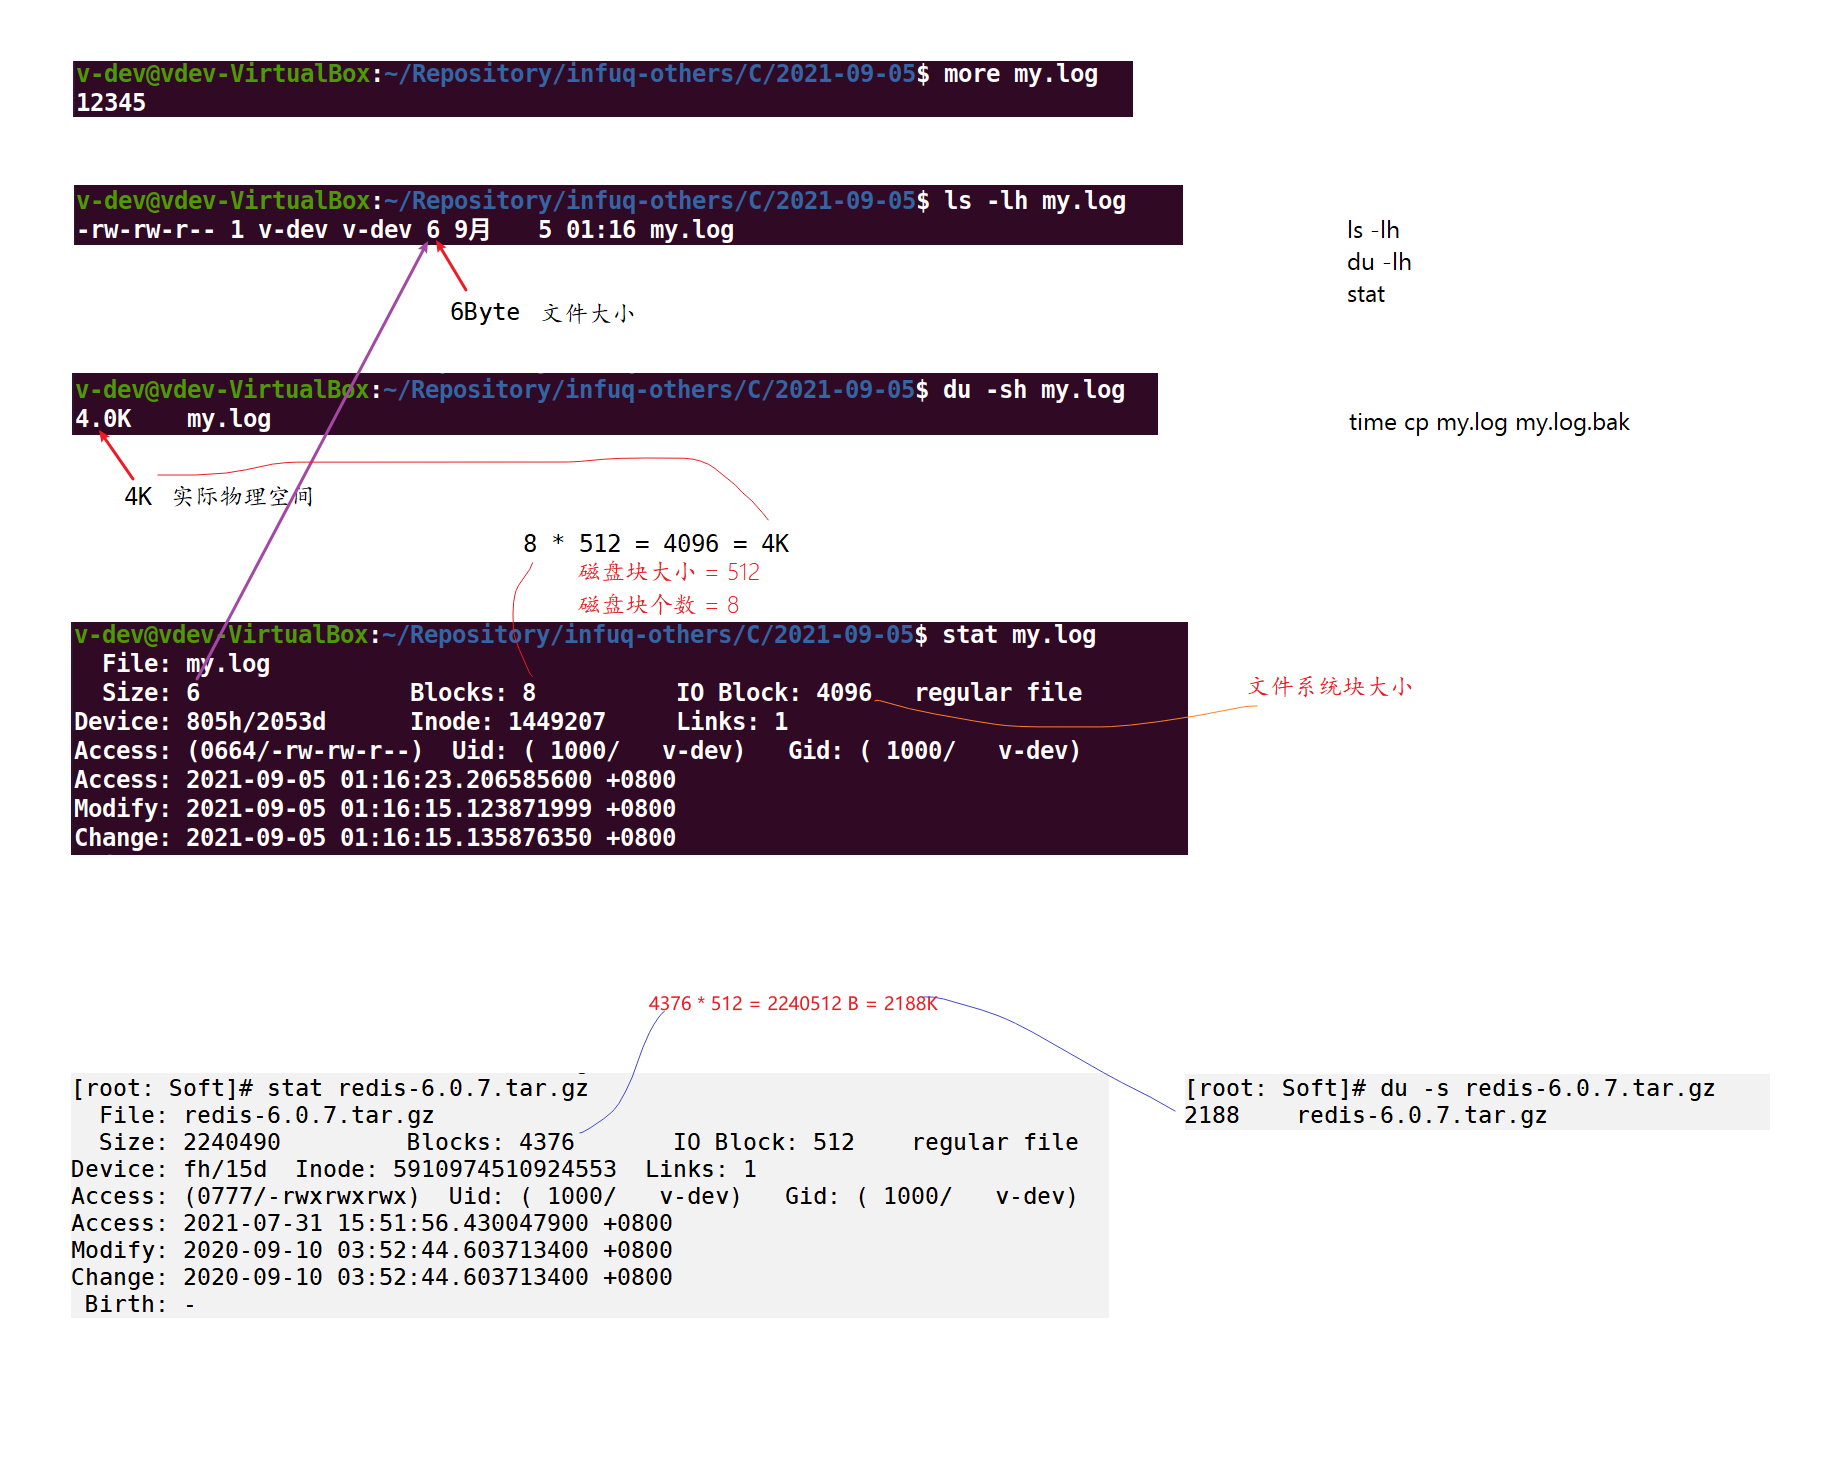 v-dev@vdev-VirtualBox:~/Repository/infuq-others/C/2021-09-05$ more my.log
12345
v-dev@vdev-VirtualBox:~/Repository/infuq-others/C/2021-09-05$ ls -lh my.log
-rw-rw-r-- 1 v-dev v-dev 6 9月   5 01:16 my.log
6Byte 文件大小
ls -lh
du -lh
stat
v-dev@vdev-VirtualBox:~/Repository/infuq-others/C/2021-09-05$ du -sh my.log
4.0K    my.log
time cp my.log my.log.bak
4K 实际物理空间
8 * 512 = 4096 = 4K
磁盘块大小 = 512
磁盘块个数 = 8
v-dev@vdev-VirtualBox:~/Repository/infuq-others/C/2021-09-05$ stat my.log
  File: my.log
  Size: 6               Blocks: 8          IO Block: 4096   regular file
文件系统块大小
Device: 805h/2053d      Inode: 1449207     Links: 1
Access: (0664/-rw-rw-r--)  Uid: ( 1000/   v-dev)   Gid: ( 1000/   v-dev)
Access: 2021-09-05 01:16:23.206585600 +0800
Modify: 2021-09-05 01:16:15.123871999 +0800
Change: 2021-09-05 01:16:15.135876350 +0800
4376 * 512 = 2240512 B = 2188K
[root: Soft]# stat redis-6.0.7.tar.gz
  File: redis-6.0.7.tar.gz
  Size: 2240490         Blocks: 4376       IO Block: 512    regular file
Device: fh/15d  Inode: 5910974510924553  Links: 1
Access: (0777/-rwxrwxrwx)  Uid: ( 1000/   v-dev)   Gid: ( 1000/   v-dev)
Access: 2021-07-31 15:51:56.430047900 +0800
Modify: 2020-09-10 03:52:44.603713400 +0800
Change: 2020-09-10 03:52:44.603713400 +0800
 Birth: -
[root: Soft]# du -s redis-6.0.7.tar.gz
2188    redis-6.0.7.tar.gz